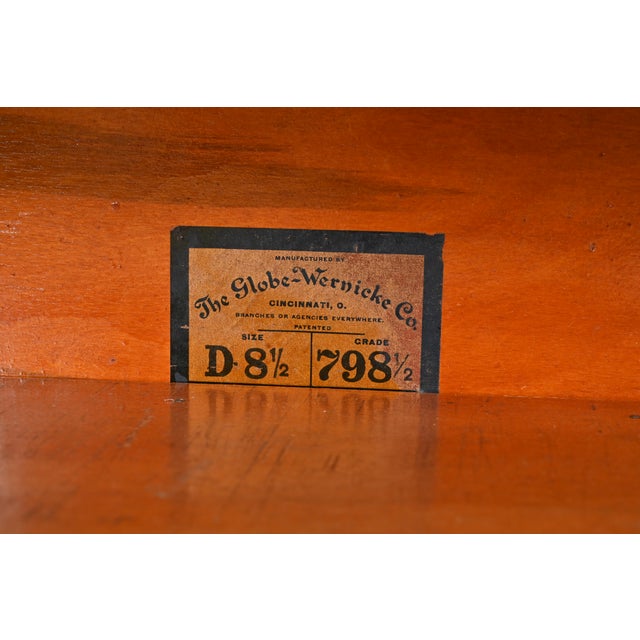 MANUFACTURED BY
The Globe-Wernicke Co.
CINCINNATI, O.
BRANCHES OR AGENCIES EVERYWHERE.
PATENTED
SIZE GRADE
D-8½ 798½